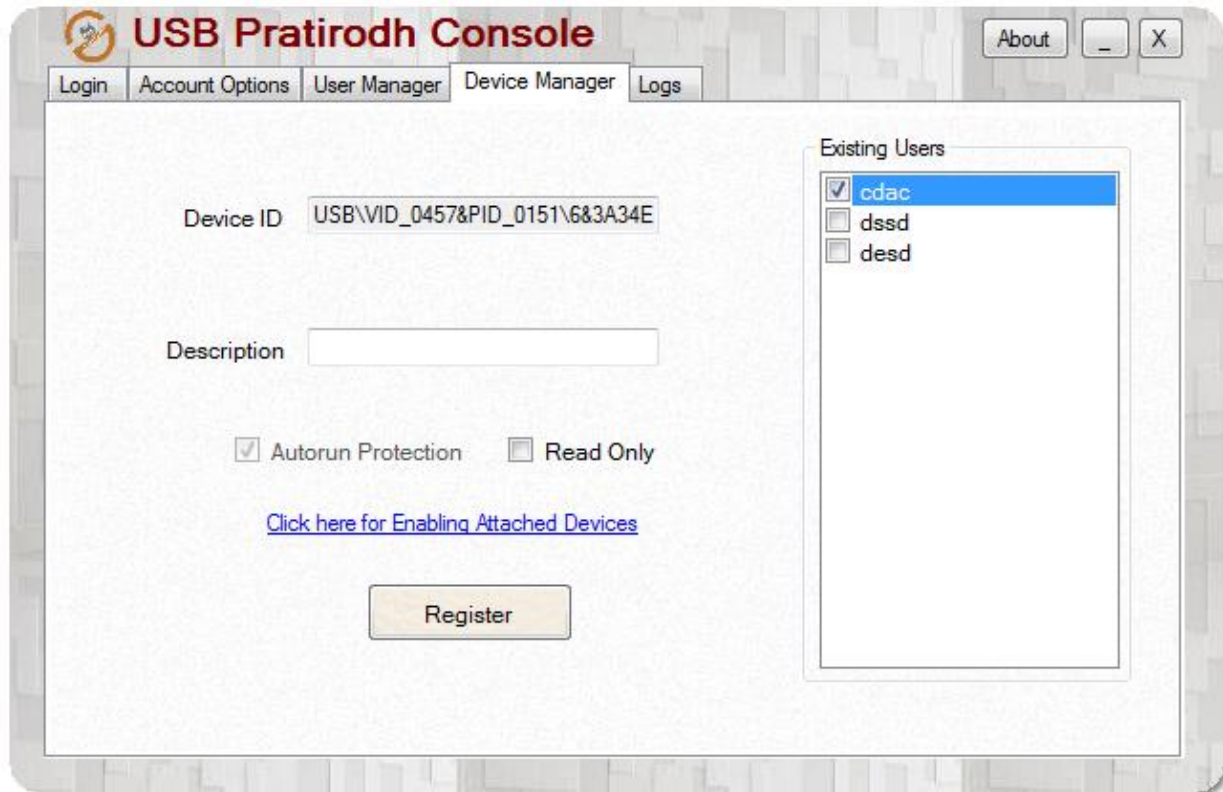 USB Pratirodh Console
About _ X
Login Account Options User Manager Device Manager Logs
Device ID USB\VID_0457&PID_0151\6&3A34E
Description
Autorun Protection Read Only
Click here for Enabling Attached Devices
Register
Existing Users
cdac
dssd
desd